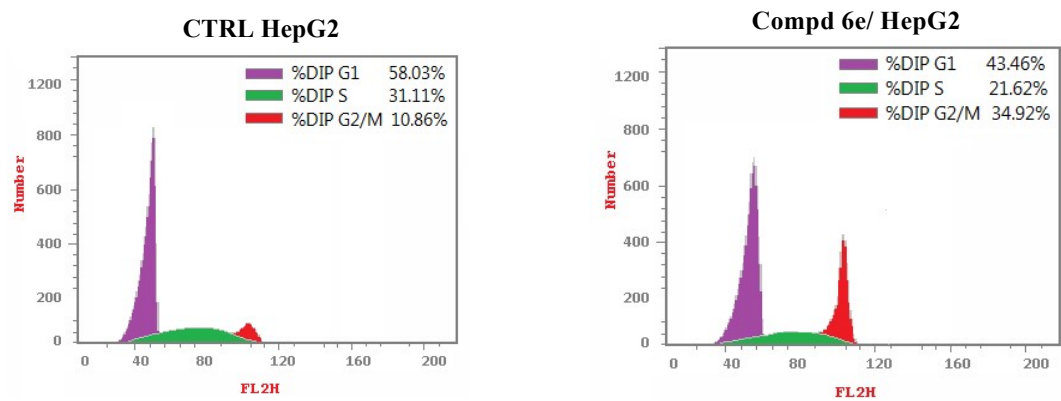 CTRL HepG2
%DIP G1 58.03%
%DIP S 31.11%
%DIP G2/M 10.86%
1200
800
600
400
200
0
Number
0 40 80 120 160 200
FL2H
Compd 6e/ HepG2
%DIP G1 43.46%
%DIP S 21.62%
%DIP G2/M 34.92%
1200
800
600
400
200
0
Number
0 40 80 120 160 200
FL2H